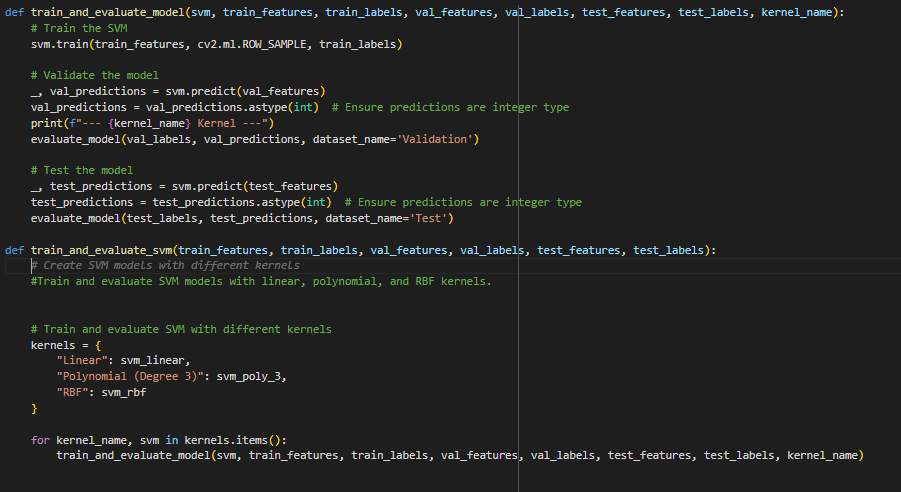 def train_and_evaluate_model(svm, train_features, train_labels, val_features, val_labels, test_features, test_labels, kernel_name):
    # Train the SVM
    svm.train(train_features, cv2.ml.ROW_SAMPLE, train_labels)

    # Validate the model
    _, val_predictions = svm.predict(val_features)
    val_predictions = val_predictions.astype(int)  # Ensure predictions are integer type
    print(f"--- {kernel_name} Kernel ---")
    evaluate_model(val_labels, val_predictions, dataset_name='Validation')

    # Test the model
    _, test_predictions = svm.predict(test_features)
    test_predictions = test_predictions.astype(int)  # Ensure predictions are integer type
    evaluate_model(test_labels, test_predictions, dataset_name='Test')

def train_and_evaluate_svm(train_features, train_labels, val_features, val_labels, test_features, test_labels):
    # Create SVM models with different kernels
    #Train and evaluate SVM models with linear, polynomial, and RBF kernels.

    # Train and evaluate SVM with different kernels
    kernels = {
        "Linear": svm_linear,
        "Polynomial (Degree 3)": svm_poly_3,
        "RBF": svm_rbf
    }

    for kernel_name, svm in kernels.items():
        train_and_evaluate_model(svm, train_features, train_labels, val_features, val_labels, test_features, test_labels, kernel_name)